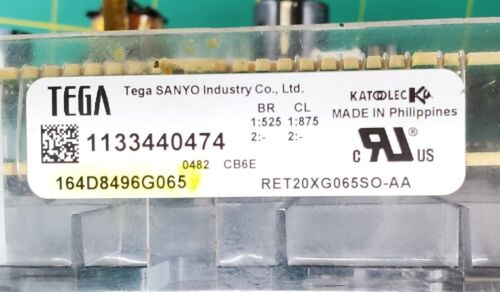 TEGA Tega SANYO Industry Co., Ltd.
BR CL
1:525 1:875
2:- 2:-
KATOOLEC
MADE IN Philippines
1133440474
0482 CB6E
c RU US
164D8496G065
RET20XG065SO-AA